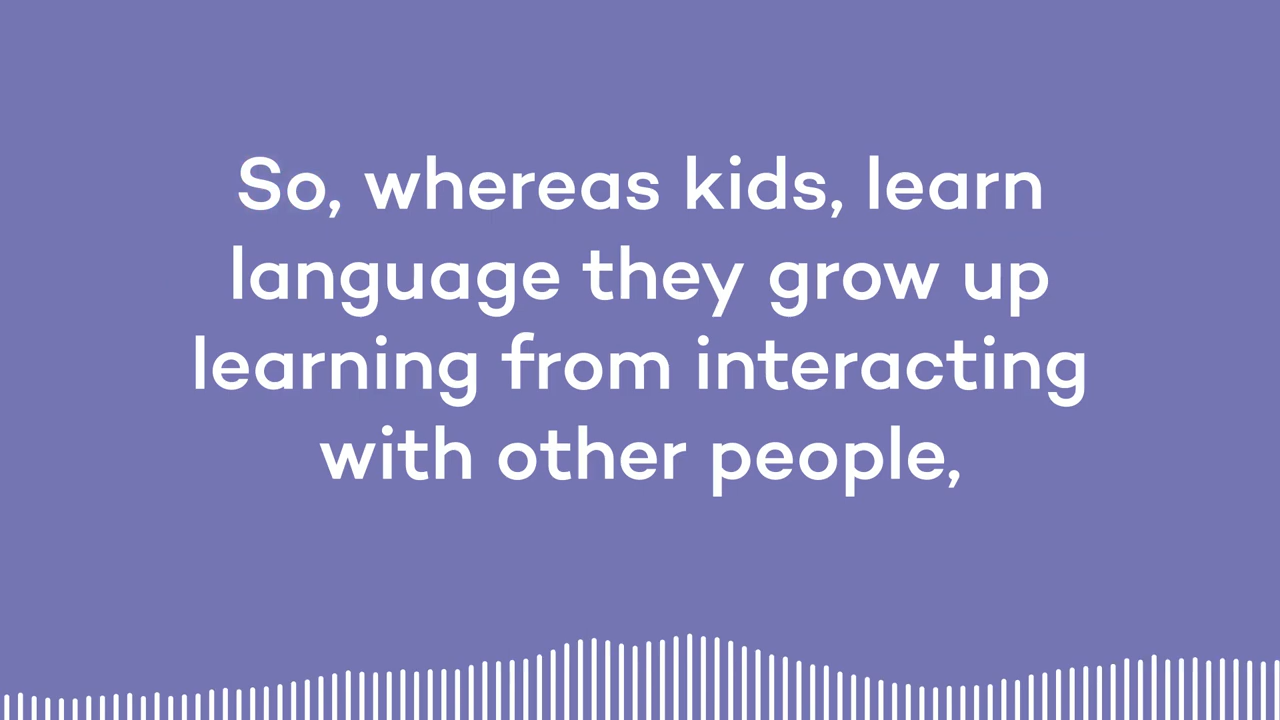 So, whereas kids, learn
language they grow up
learning from interacting
with other people,